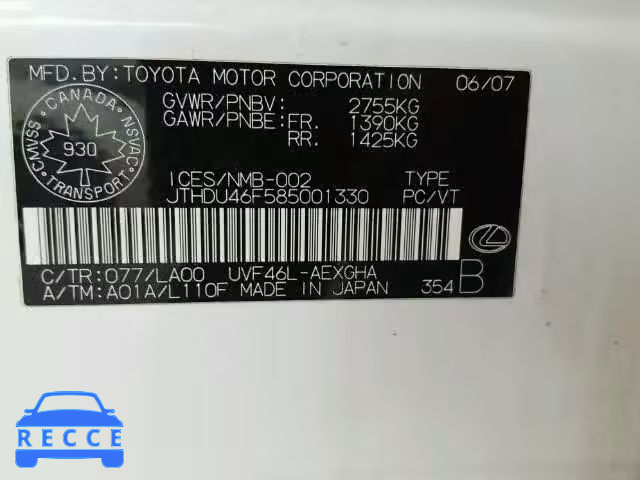 MFD. BY: TOYOTA MOTOR CORPORATION 06/07
GVWR/PNBV: 2755KG
GAWR/PNBE: FR. 1390KG
RR. 1425KG
CANADA
CMVSS
NSVAC
930
TRANSPORT
ICES/NMB-002 TYPE
JTHDU46F585001330 PC/VT
C/TR: 077/LA00 UVF46L-AEXGHA
A/TM: A01A/L110F MADE IN JAPAN 354 B
RECCE